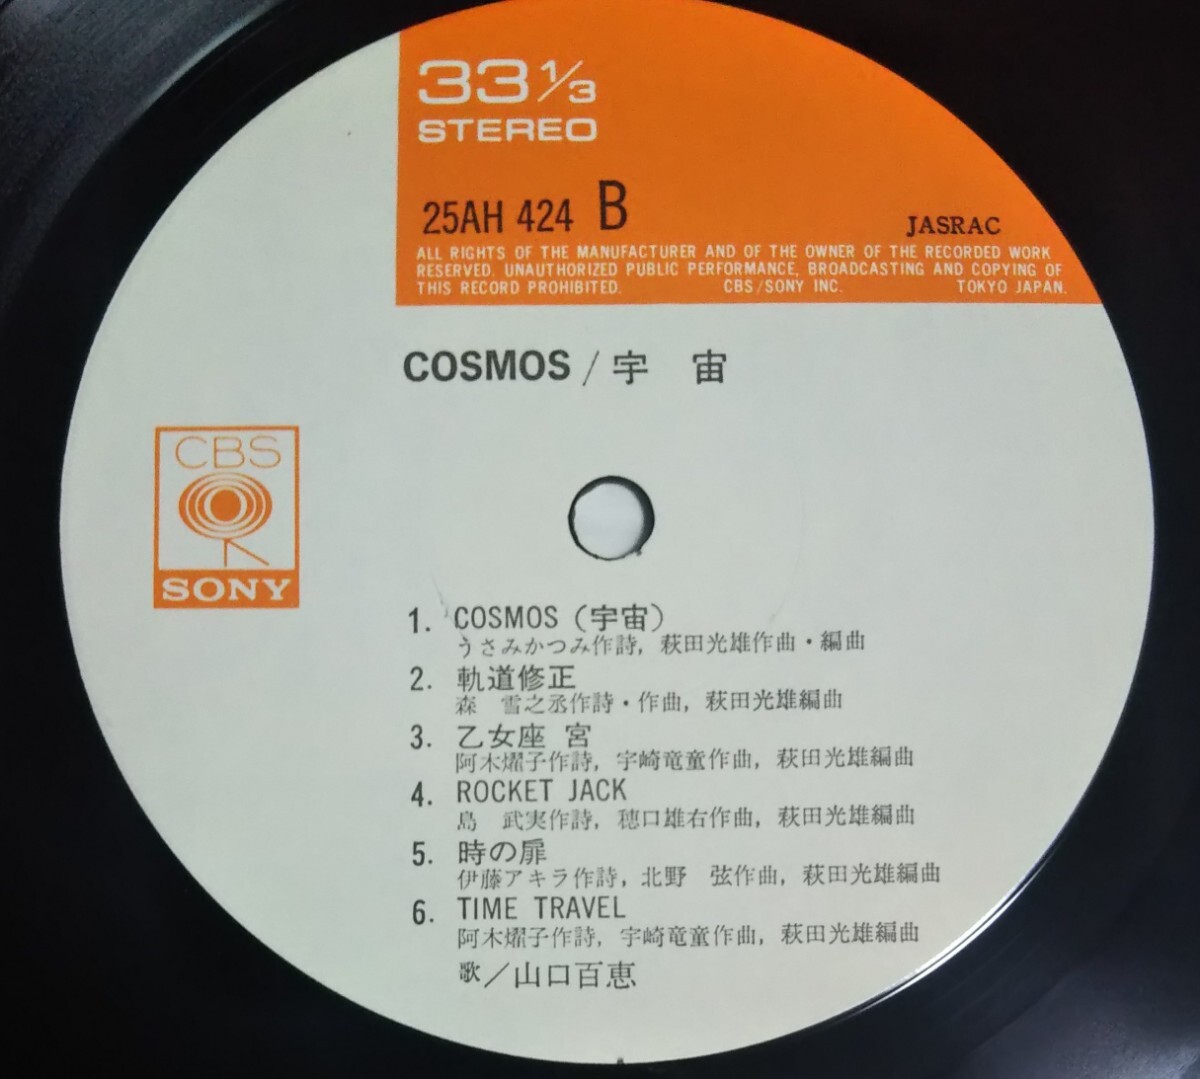 33 1/3
STEREO
25AH 424 B
JASRAC
ALL RIGHTS OF THE MANUFACTURER AND OF THE OWNER OF THE RECORDED WORK
RESERVED. UNAUTHORIZED PUBLIC PERFORMANCE, BROADCASTING AND COPYING OF
THIS RECORD PROHIBITED. CBS/SONY INC. TOKYO JAPAN.
COSMOS/宇 宙
CBS
SONY
1. COSMOS（宇宙）
うさみかつみ作詩, 萩田光雄作曲・編曲
2. 軌道修正
森 雪之丞作詩・作曲, 萩田光雄編曲
3. 乙女座 宮
阿木燿子作詩, 宇崎竜童作曲, 萩田光雄編曲
4. ROCKET JACK
島 武実作詩, 穂口雄右作曲, 萩田光雄編曲
5. 時の扉
伊藤アキラ作詩, 北野 弦作曲, 萩田光雄編曲
6. TIME TRAVEL
阿木燿子作詩, 宇崎竜童作曲, 萩田光雄編曲
歌／山口百恵